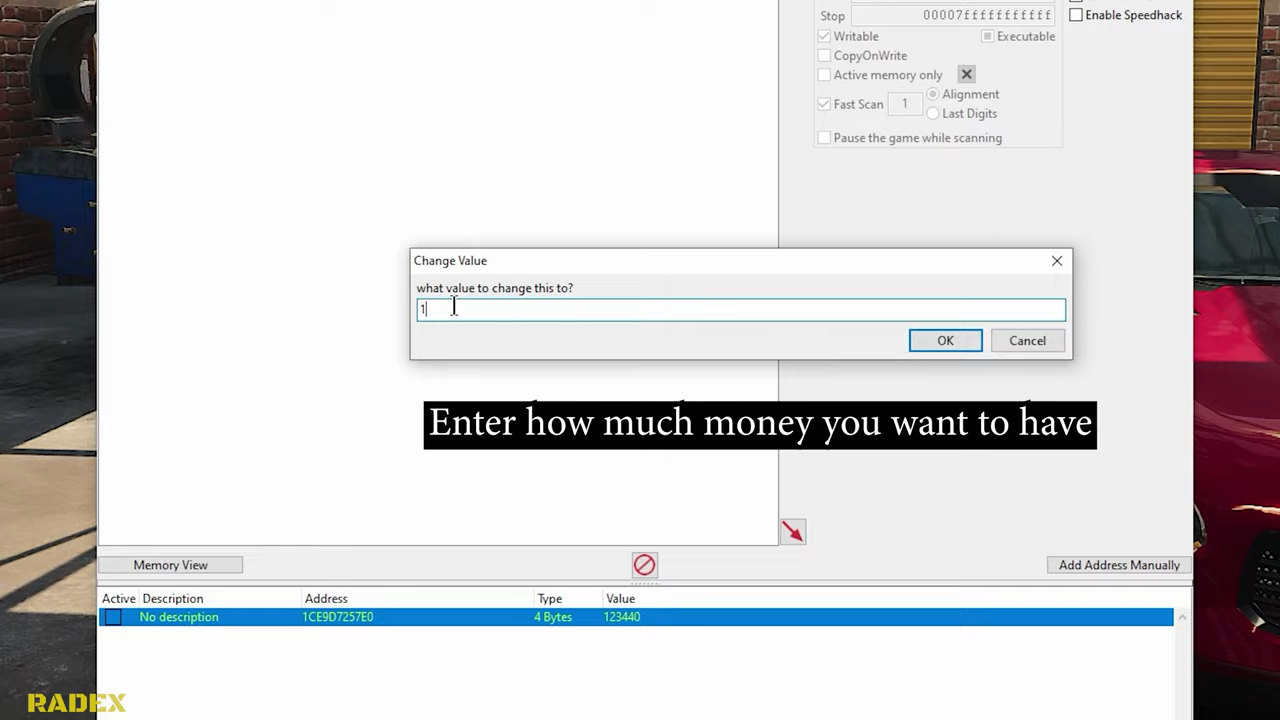 Stop 00007fffffffffff
Enable Speedhack
Writable Executable
CopyOnWrite
Active memory only
Fast Scan 1 Alignment
Last Digits
Pause the game while scanning
Change Value
what value to change this to?
1
OK Cancel
Enter how much money you want to have
Memory View Add Address Manually
Active Description Address Type Value
No description 1CE9D7257E0 4 Bytes 123440
RADEX